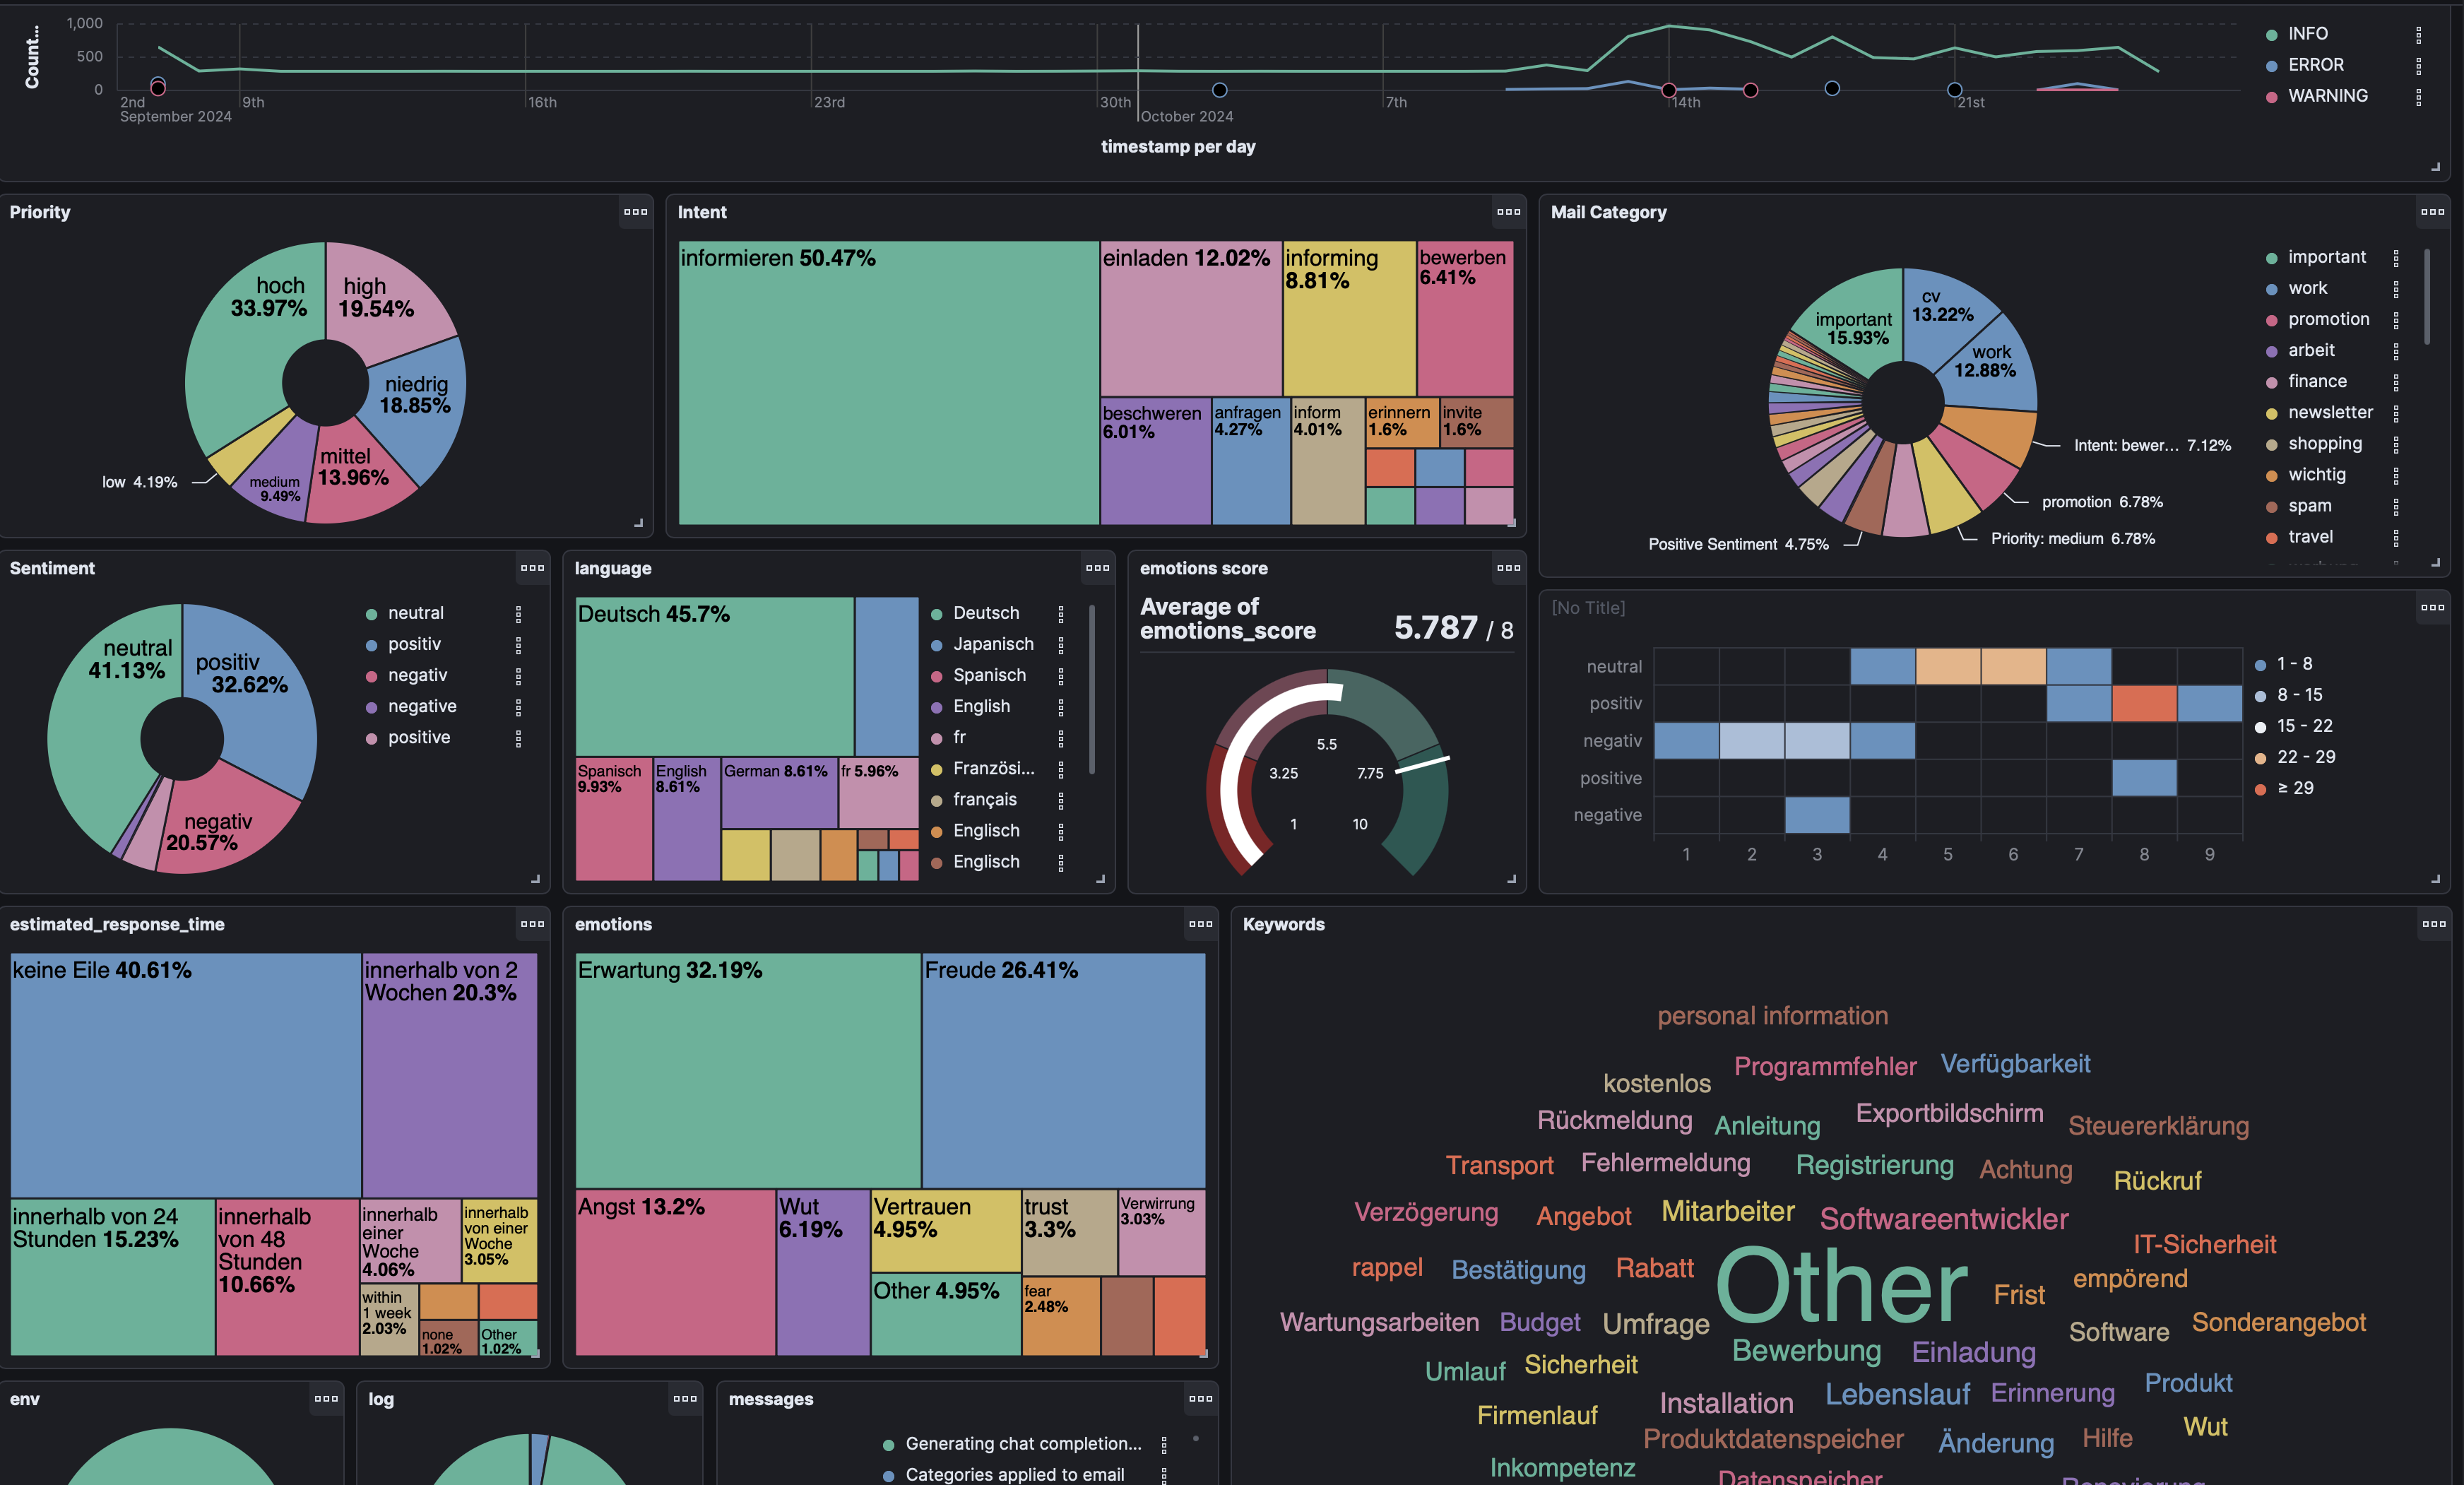 Count...
1,000
500
0
2nd
September 2024
9th
16th
23rd
30th
October 2024
7th
14th
21st
timestamp per day
INFO
ERROR
WARNING
Priority
hoch
33.97%
high
19.54%
niedrig
18.85%
mittel
13.96%
medium
9.49%
low 4.19%
Intent
informieren 50.47%
einladen 12.02%
informing
8.81%
bewerben
6.41%
beschweren
6.01%
anfragen
4.27%
inform
4.01%
erinnern
1.6%
invite
1.6%
Mail Category
important
15.93%
cv
13.22%
work
12.88%
Intent: bewer... 7.12%
promotion 6.78%
Priority: medium 6.78%
Positive Sentiment 4.75%
important
work
promotion
arbeit
finance
newsletter
shopping
wichtig
spam
travel
Sentiment
neutral
41.13%
positiv
32.62%
negativ
20.57%
neutral
positiv
negativ
negative
positive
language
Deutsch 45.7%
Spanisch
9.93%
English
8.61%
German 8.61%
fr 5.96%
Deutsch
Japanisch
Spanisch
English
fr
Französi...
français
Englisch
Englisch
emotions score
Average of
emotions_score
5.787 / 8
5.5
3.25
7.75
1
10
[No Title]
neutral
positiv
negativ
positive
negative
1
2
3
4
5
6
7
8
9
1 - 8
8 - 15
15 - 22
22 - 29
≥ 29
estimated_response_time
keine Eile 40.61%
innerhalb von 2
Wochen 20.3%
innerhalb von 24
Stunden 15.23%
innerhalb
von 48
Stunden
10.66%
innerhalb
einer
Woche
4.06%
innerhalb
von einer
Woche
3.05%
within
1 week
2.03%
none
1.02%
Other
1.02%
emotions
Erwartung 32.19%
Freude 26.41%
Angst 13.2%
Wut
6.19%
Vertrauen
4.95%
trust
3.3%
Verwirrung
3.03%
Other 4.95%
fear
2.48%
Keywords
personal information
Programmfehler
Verfügbarkeit
kostenlos
Rückmeldung
Anleitung
Exportbildschirm
Steuererklärung
Transport
Fehlermeldung
Registrierung
Achtung
Rückruf
Verzögerung
Angebot
Mitarbeiter
Softwareentwickler
IT-Sicherheit
rappel
Bestätigung
Rabatt
Other
Frist
empörend
Wartungsarbeiten
Budget
Umfrage
Software
Sonderangebot
Bewerbung
Einladung
Umlauf
Sicherheit
Installation
Lebenslauf
Erinnerung
Produkt
Firmenlauf
Wut
Produktdatenspeicher
Änderung
Hilfe
Inkompetenz
Datenspeicher
Renovierung
env
log
messages
Generating chat completion...
Categories applied to email